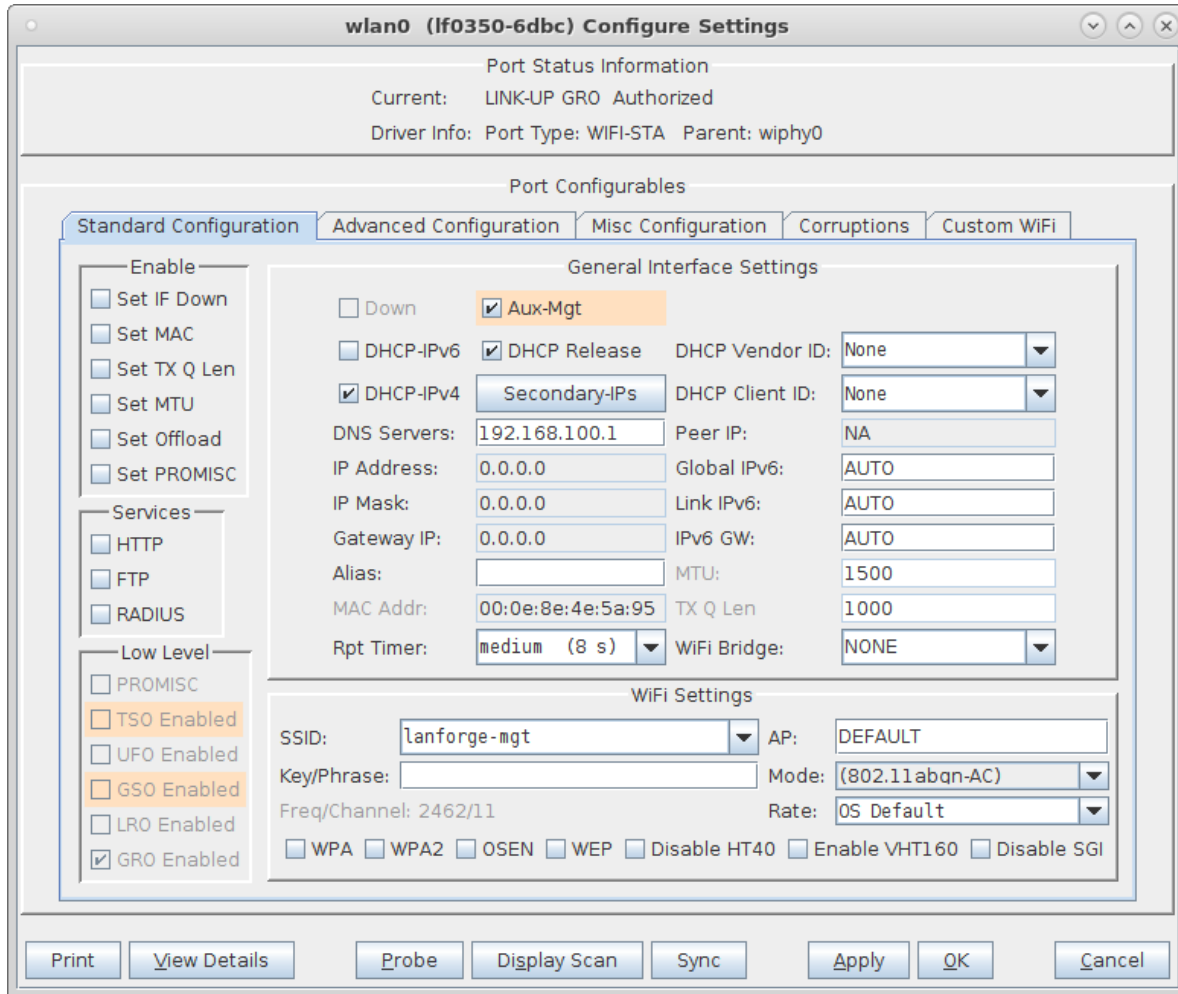 wlan0 (lf0350-6dbc) Configure Settings
Port Status Information
Current: LINK-UP GRO Authorized
Driver Info: Port Type: WIFI-STA Parent: wiphy0
Port Configurables
Standard Configuration Advanced Configuration Misc Configuration Corruptions Custom WiFi
Enable
Set IF Down
Set MAC
Set TX Q Len
Set MTU
Set Offload
Set PROMISC
Services
HTTP
FTP
RADIUS
Low Level
PROMISC
TSO Enabled
UFO Enabled
GSO Enabled
LRO Enabled
GRO Enabled
General Interface Settings
Down Aux-Mgt
DHCP-IPv6 DHCP Release DHCP Vendor ID: None
DHCP-IPv4 Secondary-IPs DHCP Client ID: None
DNS Servers: 192.168.100.1 Peer IP: NA
IP Address: 0.0.0.0 Global IPv6: AUTO
IP Mask: 0.0.0.0 Link IPv6: AUTO
Gateway IP: 0.0.0.0 IPv6 GW: AUTO
Alias: MTU: 1500
MAC Addr: 00:0e:8e:4e:5a:95 TX Q Len 1000
Rpt Timer: medium (8 s) WiFi Bridge: NONE
WiFi Settings
SSID: lanforge-mgt AP: DEFAULT
Key/Phrase: Mode: (802.11abgn-AC)
Freq/Channel: 2462/11 Rate: OS Default
WPA WPA2 OSEN WEP Disable HT40 Enable VHT160 Disable SGI
Print View Details Probe Display Scan Sync Apply OK Cancel